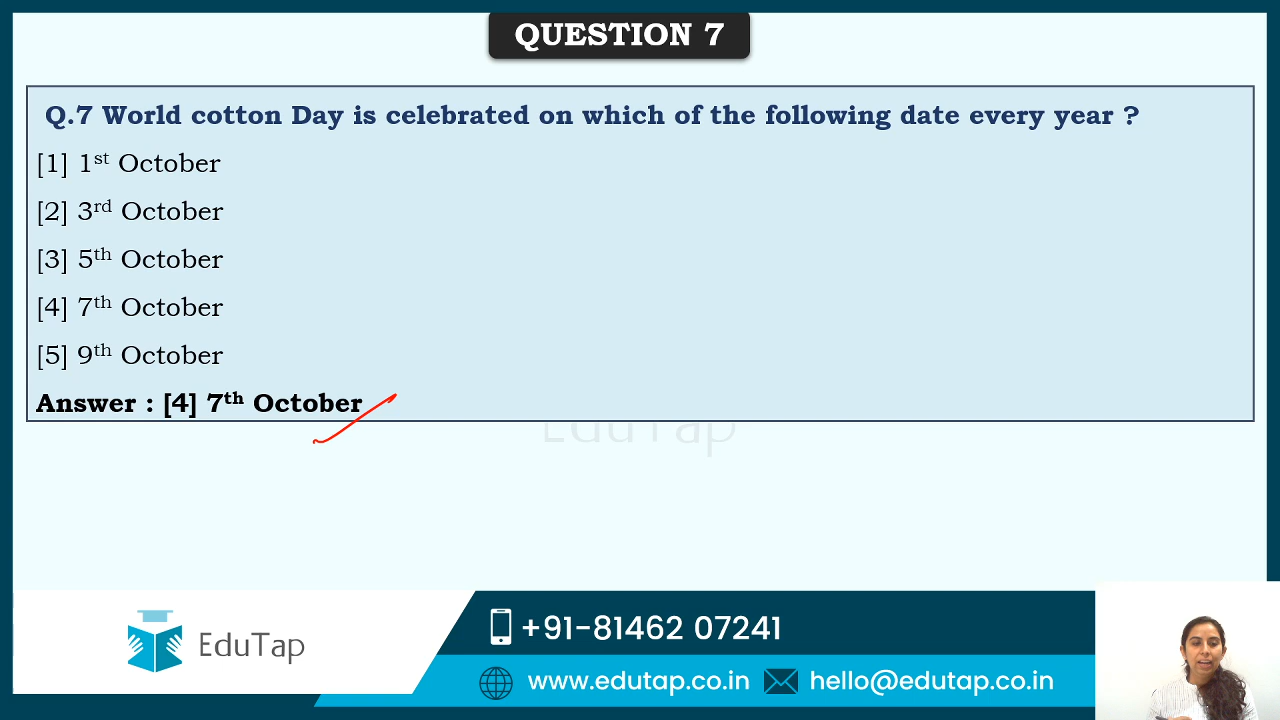 QUESTION 7
Q.7 World cotton Day is celebrated on which of the following date every year ?
[1] 1st October
[2] 3rd October
[3] 5th October
[4] 7th October
[5] 9th October
Answer : [4] 7th October
EduTap
EduTap
+91-81462 07241
www.edutap.co.in
hello@edutap.co.in